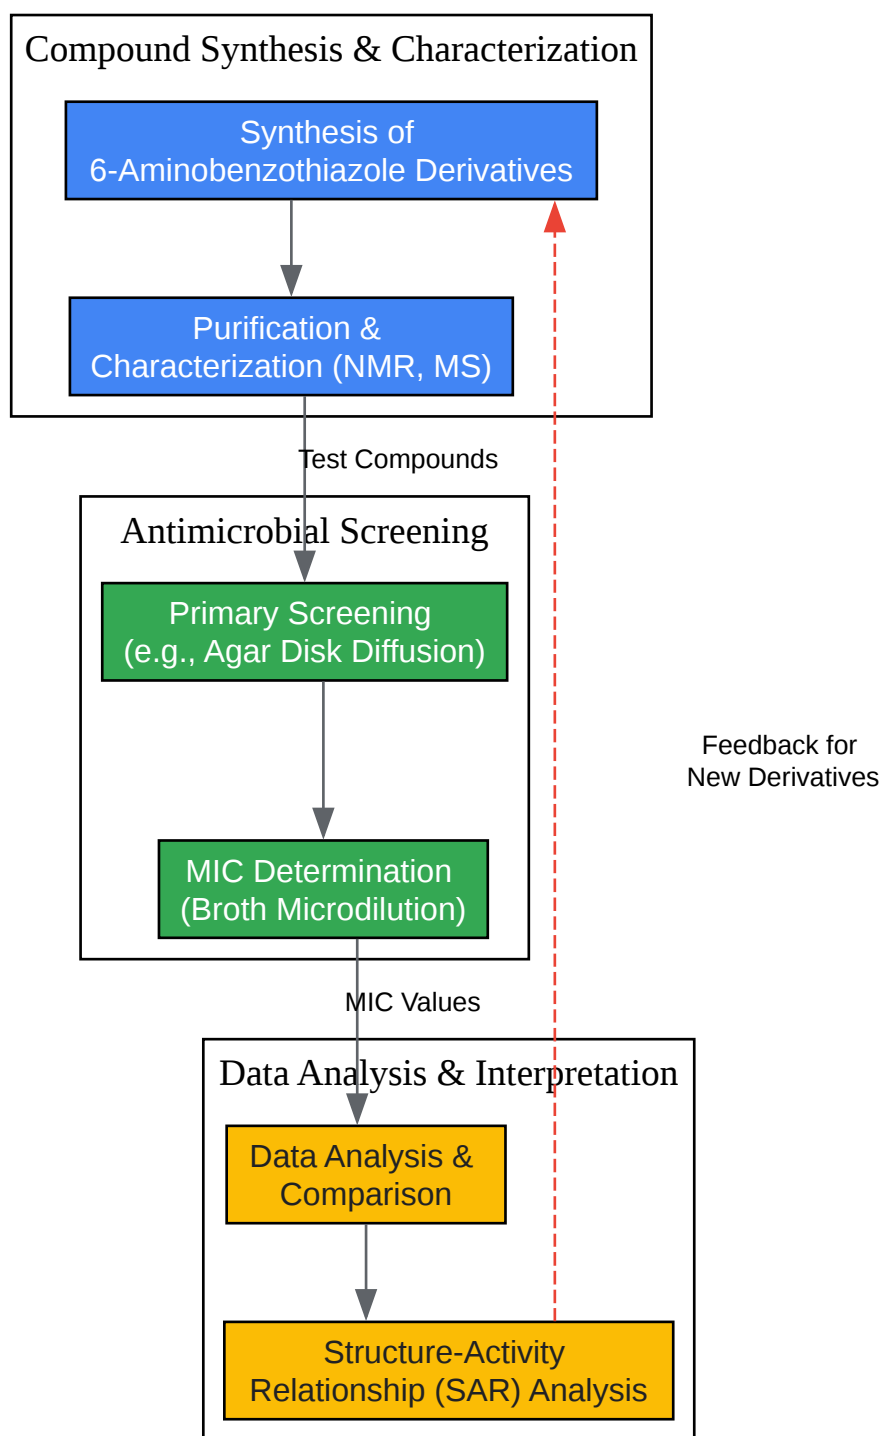 Compound Synthesis & Characterization
Synthesis of
6-Aminobenzothiazole Derivatives
Purification &
Characterization (NMR, MS)
Test Compounds
Antimicrobial Screening
Primary Screening
(e.g., Agar Disk Diffusion)
Feedback for
New Derivatives
MIC Determination
(Broth Microdilution)
MIC Values
Data Analysis & Interpretation
Data Analysis &
Comparison
Structure-Activity
Relationship (SAR) Analysis